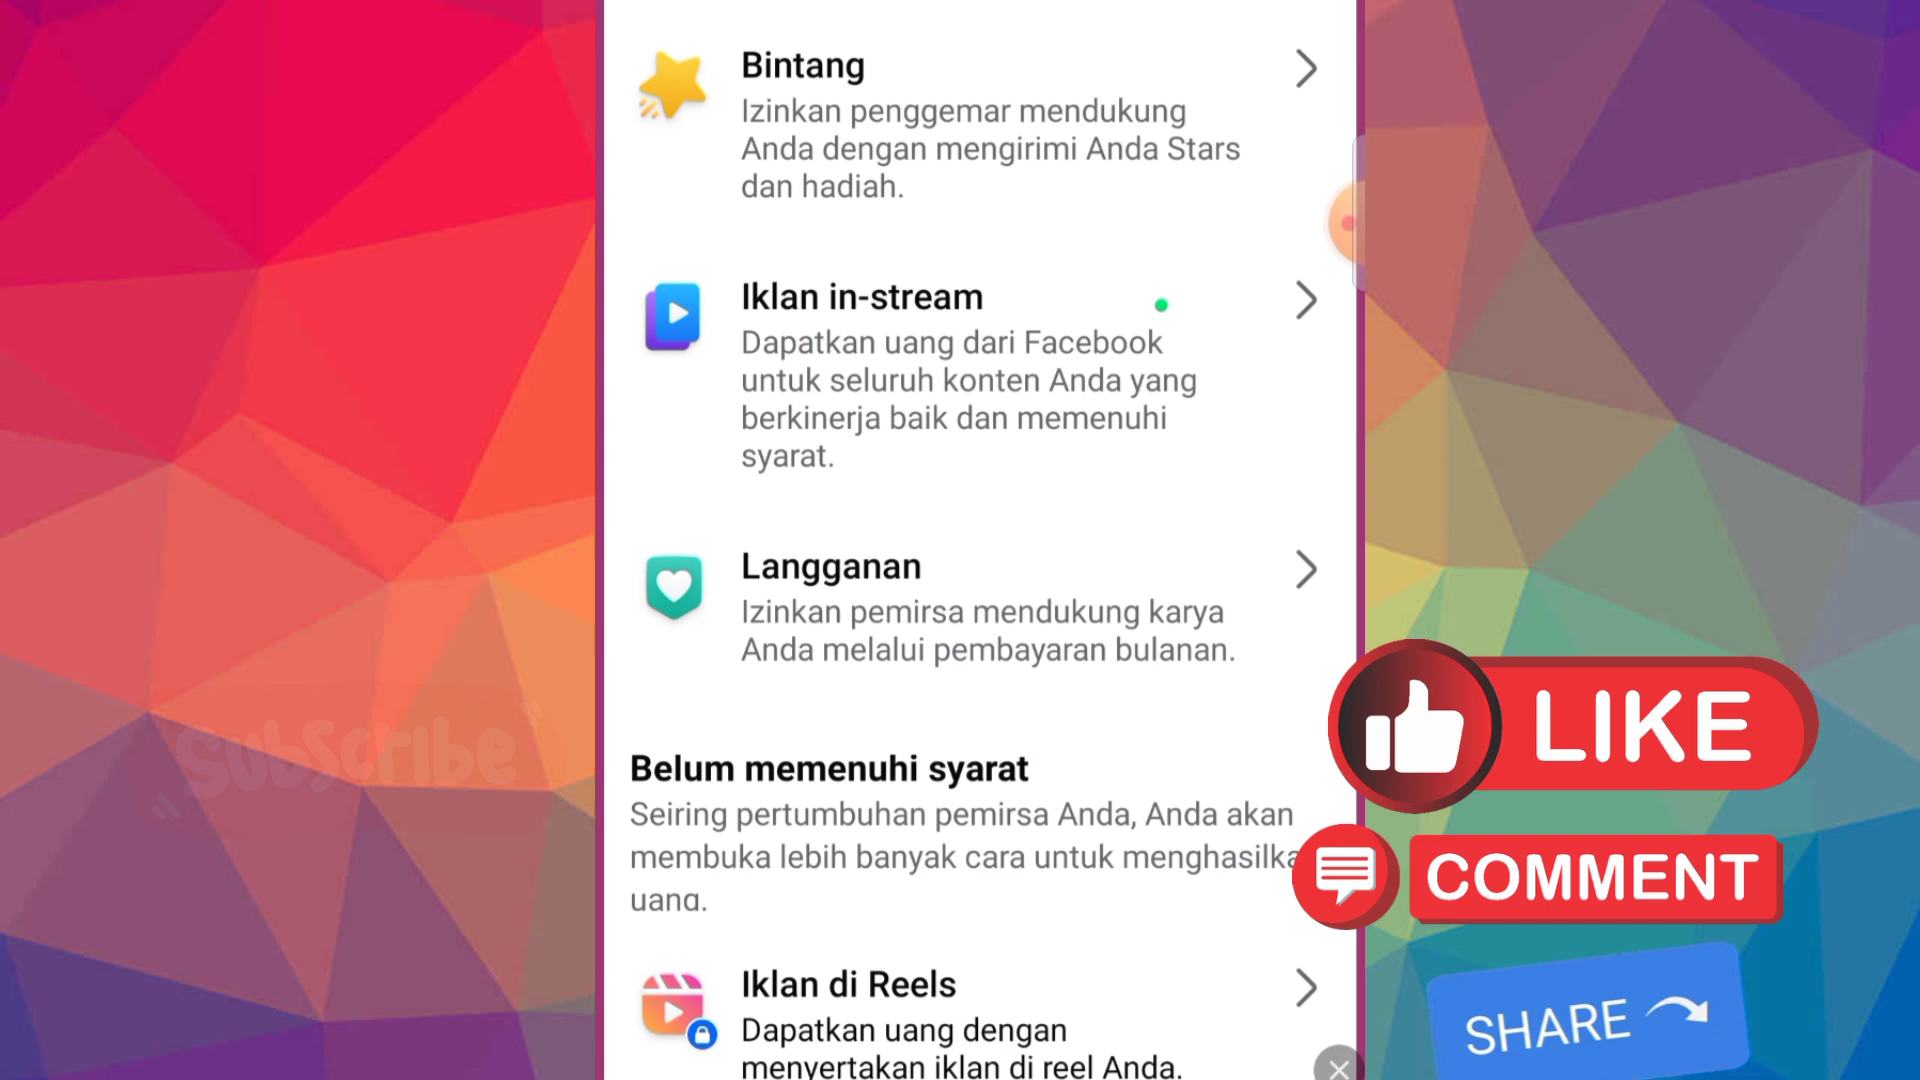 Bintang
Izinkan penggemar mendukung
Anda dengan mengirimi Anda Stars
dan hadiah.
Iklan in-stream
Dapatkan uang dari Facebook
untuk seluruh konten Anda yang
berkinerja baik dan memenuhi
syarat.
Langganan
Izinkan pemirsa mendukung karya
Anda melalui pembayaran bulanan.
Belum memenuhi syarat
Seiring pertumbuhan pemirsa Anda, Anda akan
membuka lebih banyak cara untuk menghasilka
uang.
Iklan di Reels
Dapatkan uang dengan
menyertakan iklan di reel Anda.
SubScribe
LIKE
COMMENT
SHARE